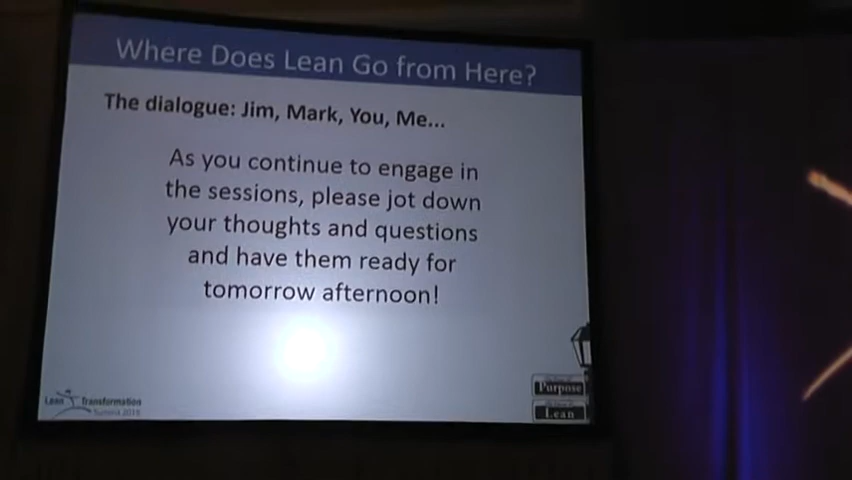 Where Does Lean Go from Here?
The dialogue: Jim, Mark, You, Me...
As you continue to engage in
the sessions, please jot down
your thoughts and questions
and have them ready for
tomorrow afternoon!
Lean Transformation
Purpose
Lean